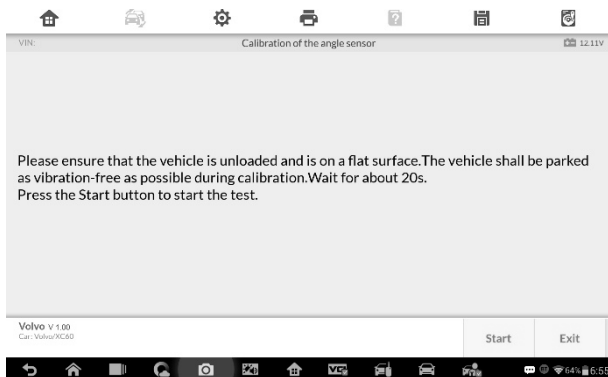 VIN:
Calibration of the angle sensor
12.11V
Please ensure that the vehicle is unloaded and is on a flat surface.The vehicle shall be parked
as vibration-free as possible during calibration.Wait for about 20s.
Press the Start button to start the test.
Volvo V 1.00
Car: Volvo/XC60
Start
Exit
VCI
64%
6:55